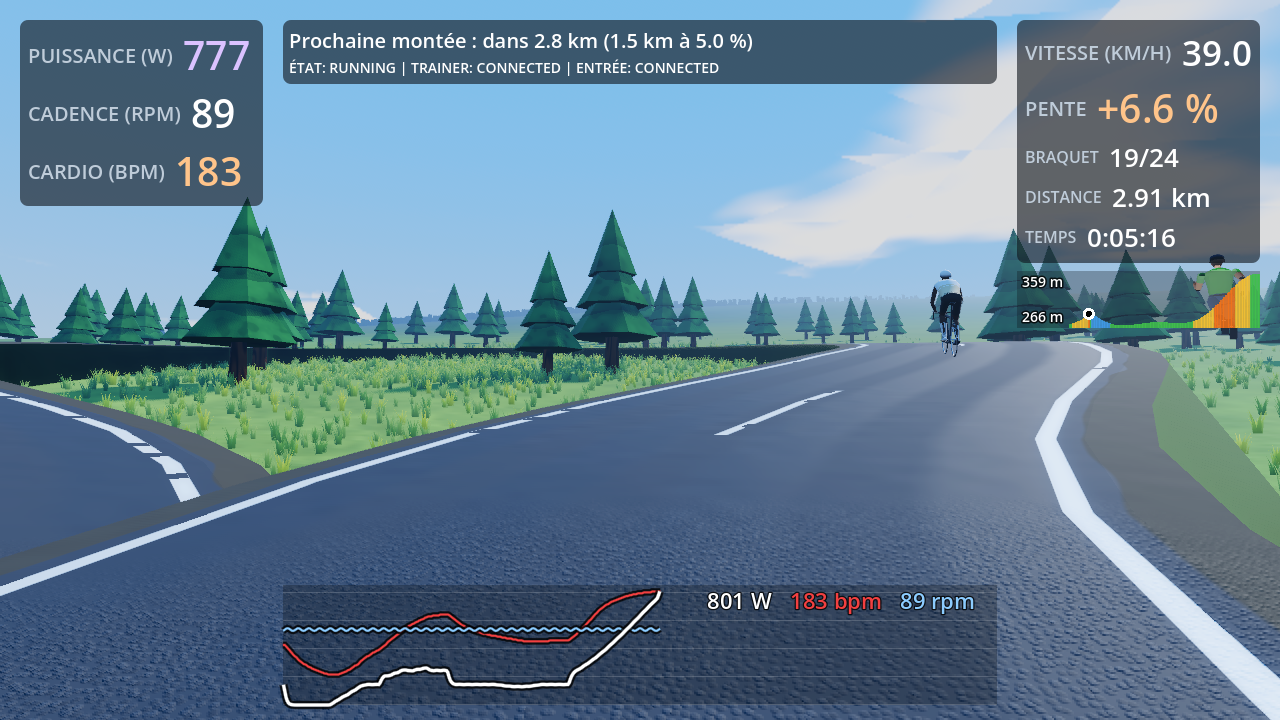 PUISSANCE (W) 777
CADENCE (RPM) 89
CARDIO (BPM) 183
Prochaine montée : dans 2.8 km (1.5 km à 5.0 %)
ÉTAT: RUNNING | TRAINER: CONNECTED | ENTRÉE: CONNECTED
VITESSE (KM/H) 39.0
PENTE +6.6 %
BRAQUET 19/24
DISTANCE 2.91 km
TEMPS 0:05:16
359 m
266 m
801 W 183 bpm 89 rpm